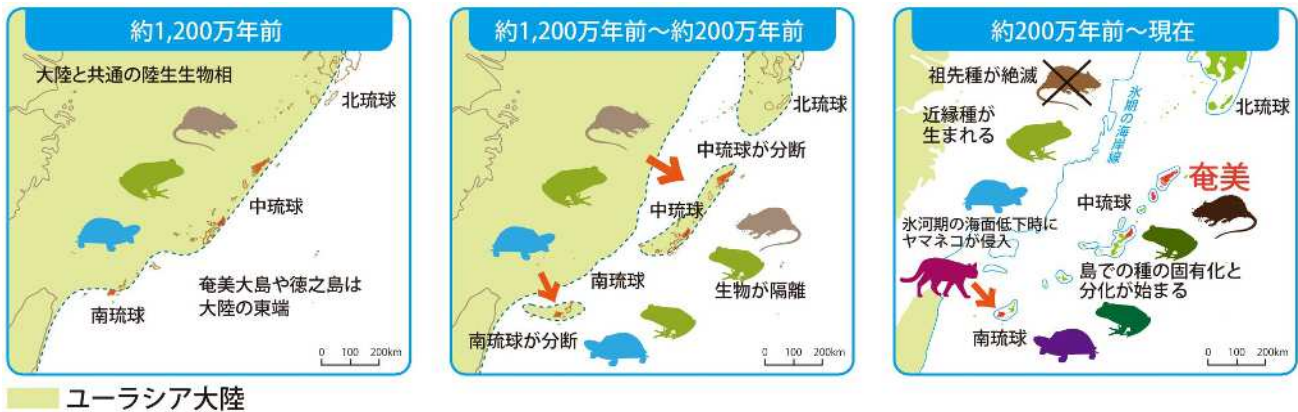 約1,200万年前
大陸と共通の陸生生物相
北琉球
中琉球
奄美大島や徳之島は
大陸の東端
南琉球
0 100 200km
約1,200万年前～約200万年前
北琉球
中琉球が分断
中琉球
南琉球
生物が隔離
南琉球が分断
0 100 200km
約200万年前～現在
祖先種が絶滅
近縁種が
生まれる
氷期の海岸線
北琉球
奄美
中琉球
氷河期の海面低下時に
ヤマネコが侵入
島での種の固有化と
分化が始まる
南琉球
0 100 200km
ユーラシア大陸